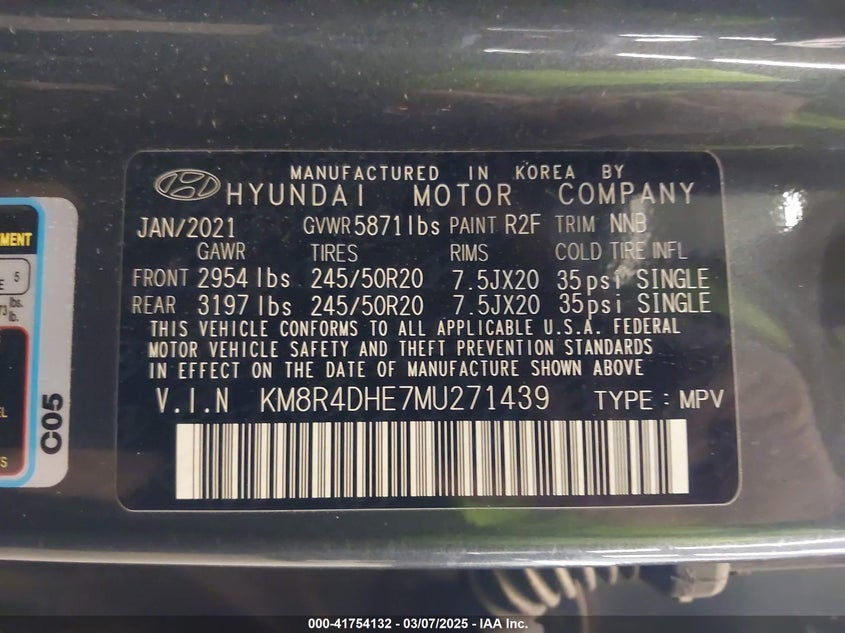 MANUFACTURED IN KOREA BY
HYUNDAI MOTOR COMPANY
JAN/2021 GVWR 5871 lbs PAINT R2F TRIM NNB
GAWR TIRES RIMS COLD TIRE INFL
FRONT 2954 lbs 245/50R20 7.5JX20 35psi SINGLE
REAR 3197 lbs 245/50R20 7.5JX20 35psi SINGLE
THIS VEHICLE CONFORMS TO ALL APPLICABLE U.S.A. FEDERAL
MOTOR VEHICLE SAFETY AND THEFT PREVENTION STANDARDS
IN EFFECT ON THE DATE OF MANUFACTURE SHOWN ABOVE
V.I.N KM8R4DHE7MU271439 TYPE : MPV
5
lbs.
lb.
C05
000-41754132 - 03/07/2025 - IAA Inc.